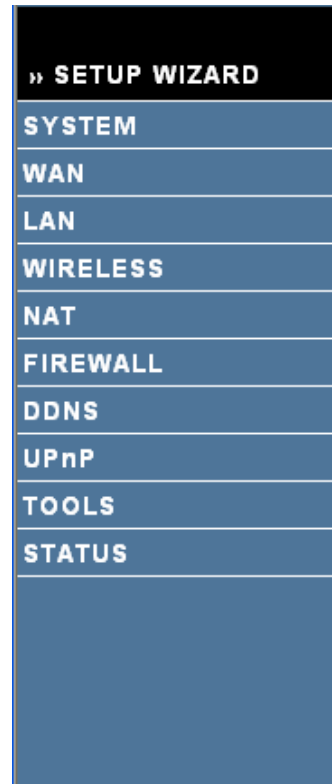 » SETUP WIZARD
SYSTEM
WAN
LAN
WIRELESS
NAT
FIREWALL
DDNS
UPnP
TOOLS
STATUS